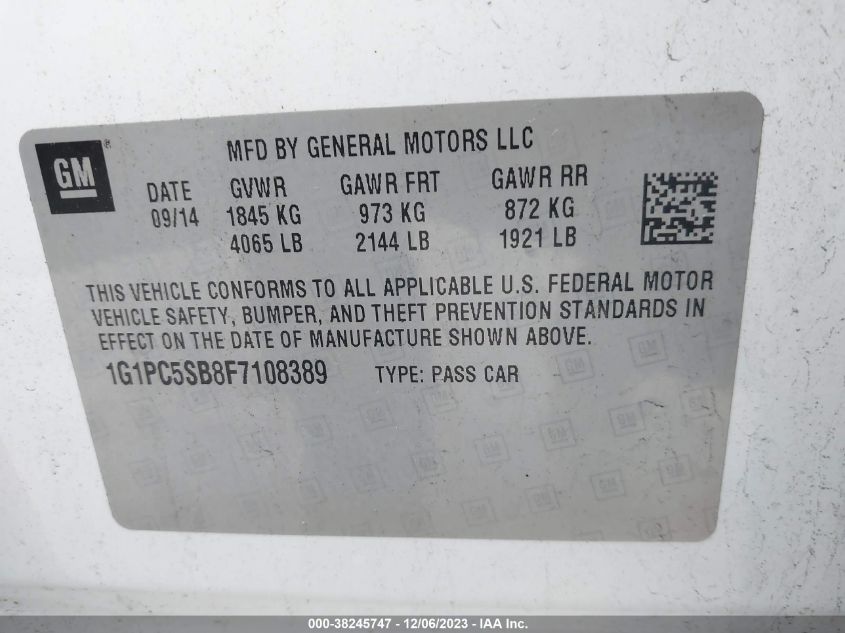 GM ®
MFD BY GENERAL MOTORS LLC
DATE GVWR GAWR FRT GAWR RR
09/14 1845 KG 973 KG 872 KG
4065 LB 2144 LB 1921 LB
THIS VEHICLE CONFORMS TO ALL APPLICABLE U.S. FEDERAL MOTOR
VEHICLE SAFETY, BUMPER, AND THEFT PREVENTION STANDARDS IN
EFFECT ON THE DATE OF MANUFACTURE SHOWN ABOVE.
1G1PC5SB8F7108389 TYPE: PASS CAR
000-38245747 - 12/06/2023 - IAA Inc.